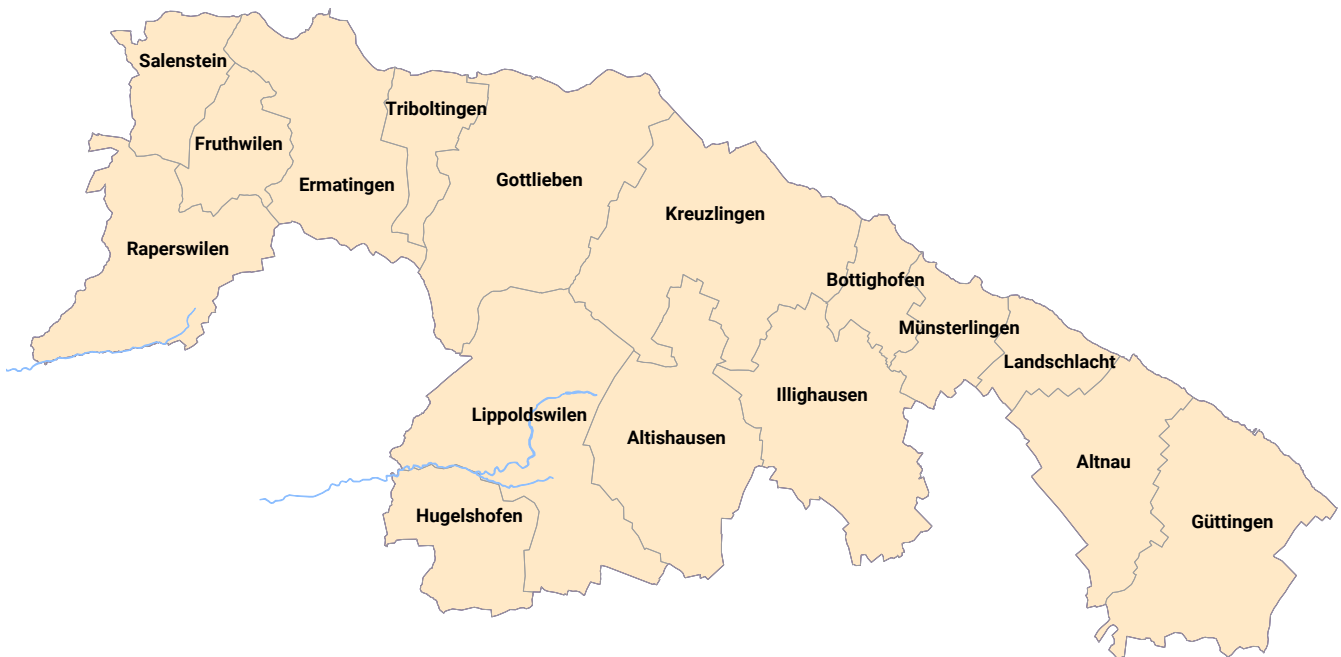 Salenstein
Triboltingen
Fruthwilen
Gottlieben
Ermatingen
Kreuzlingen
Raperswilen
Bottighofen
Münsterlingen
Landschlacht
Illighausen
Lippoldswilen
Altishausen
Altnau
Hugelshofen
Güttingen